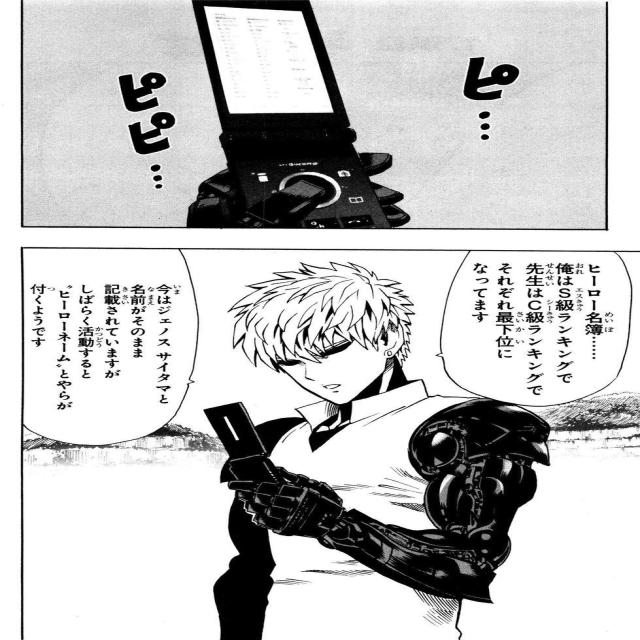 ピ…
ピピ…
ヒーロー名簿……
俺はS級ランキングで
先生はC級ランキングで
それぞれ最下位に
なってます
今はジェノス サイタマと
名前がそのまま
記載されていますが
しばらく活動すると
〝ヒーローネーム〟とやらが
付くようです